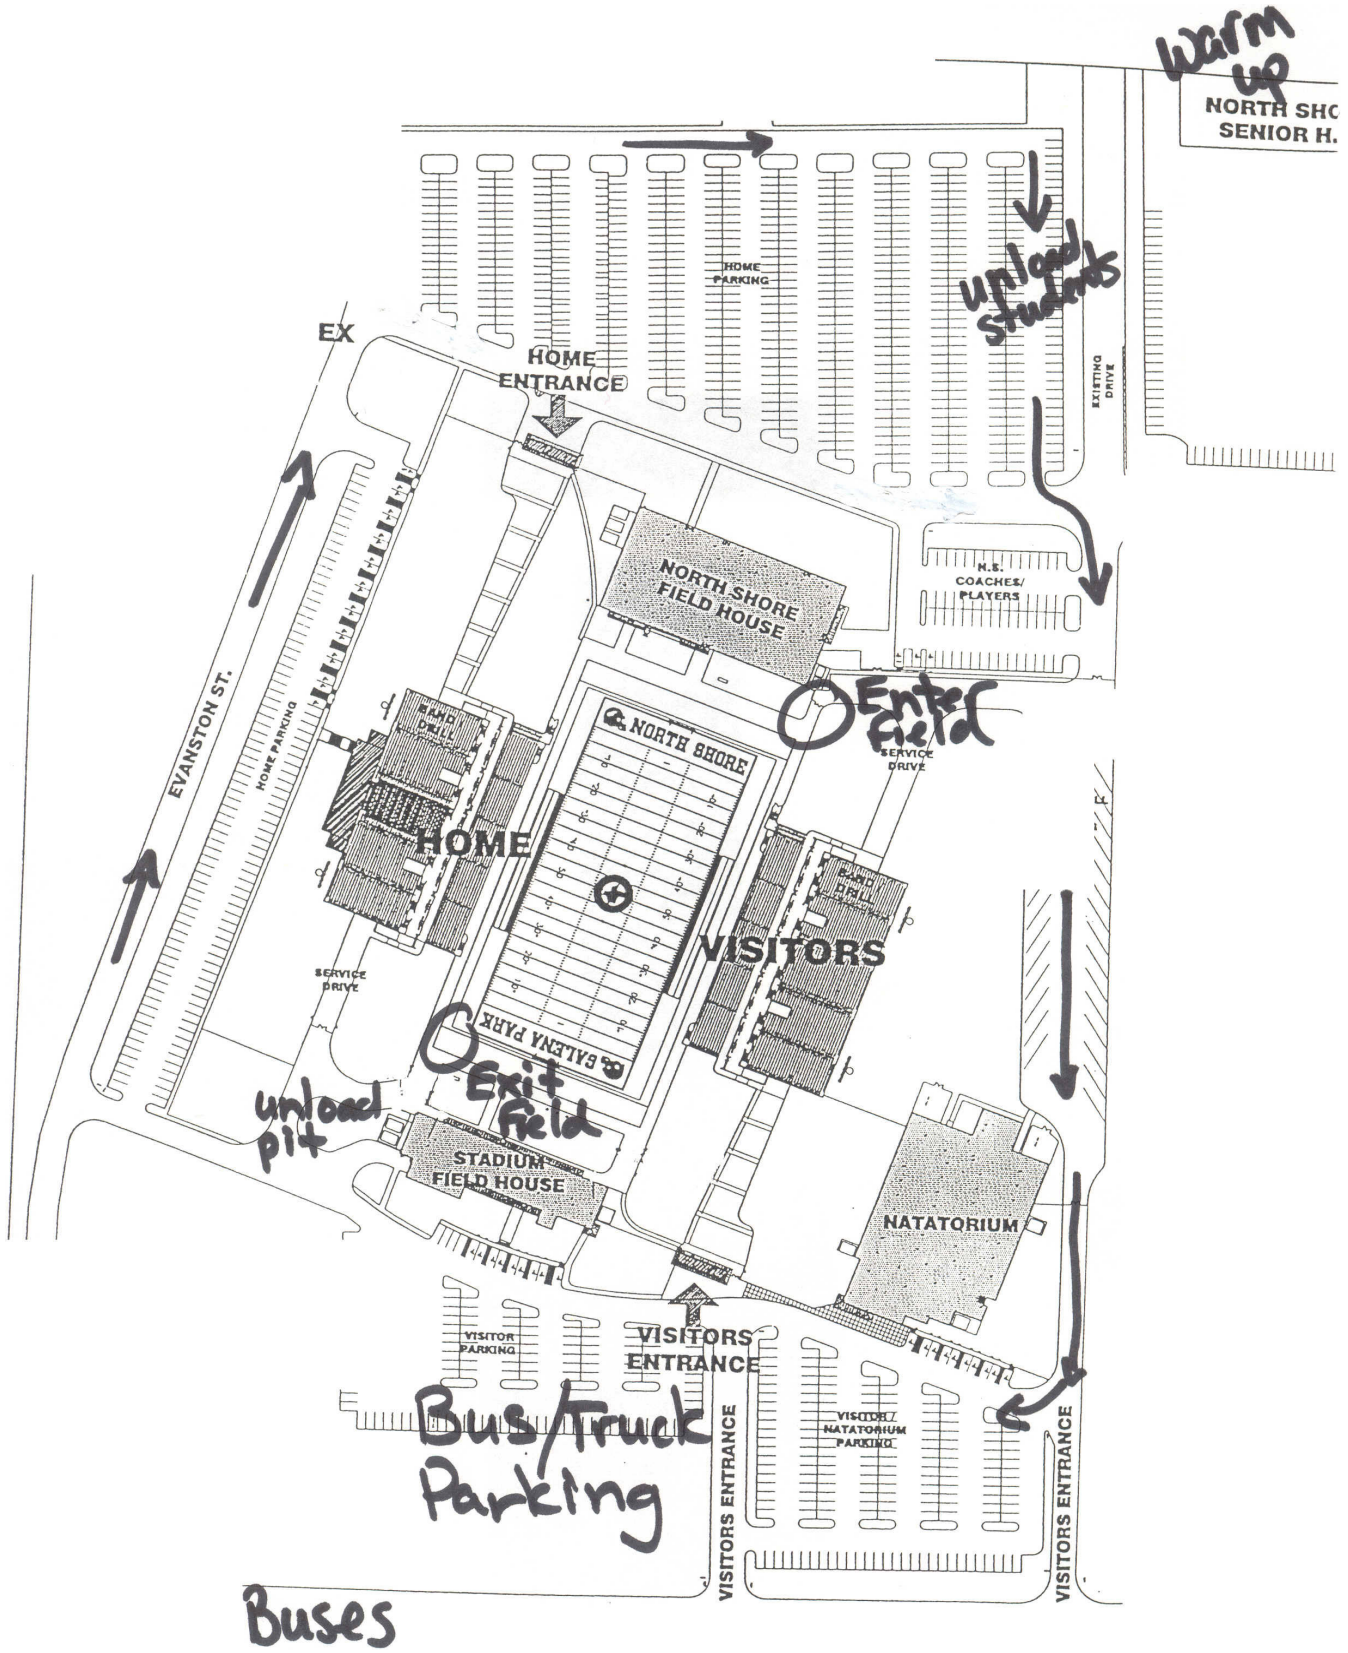 warm
up
NORTH SHO
SENIOR H.
HOME
PARKING
unload
students
EX
HOME
ENTRANCE
EXISTING
DRIVE
NORTH SHORE
FIELD HOUSE
H.S.
COACHES/
PLAYERS
EVANSTON ST.
HOME PARKING
BAND
DRILL
NORTH SHORE
Enter
Field
SERVICE
DRIVE
HOME
BAND
DRILL
VISITORS
SERVICE
DRIVE
GALENA PARK
Exit
Field
unload
pit
STADIUM
FIELD HOUSE
NATATORIUM
VISITOR
PARKING
VISITORS
ENTRANCE
Bus/Truck
Parking
VISITOR/
NATATORIUM
PARKING
VISITORS ENTRANCE
VISITORS ENTRANCE
Buses